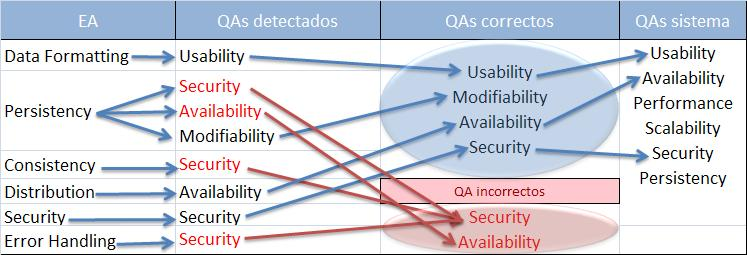 EA QAs detectados QAs correctos QAs sistema
Data Formatting Usability Usability Usability
Persistency Security Modifiability Availability
Availability Availability Performance
Modifiability Security Scalability
Consistency Security Security
Distribution Availability QA incorrectos Persistency
Security Security Security
Error Handling Security Availability